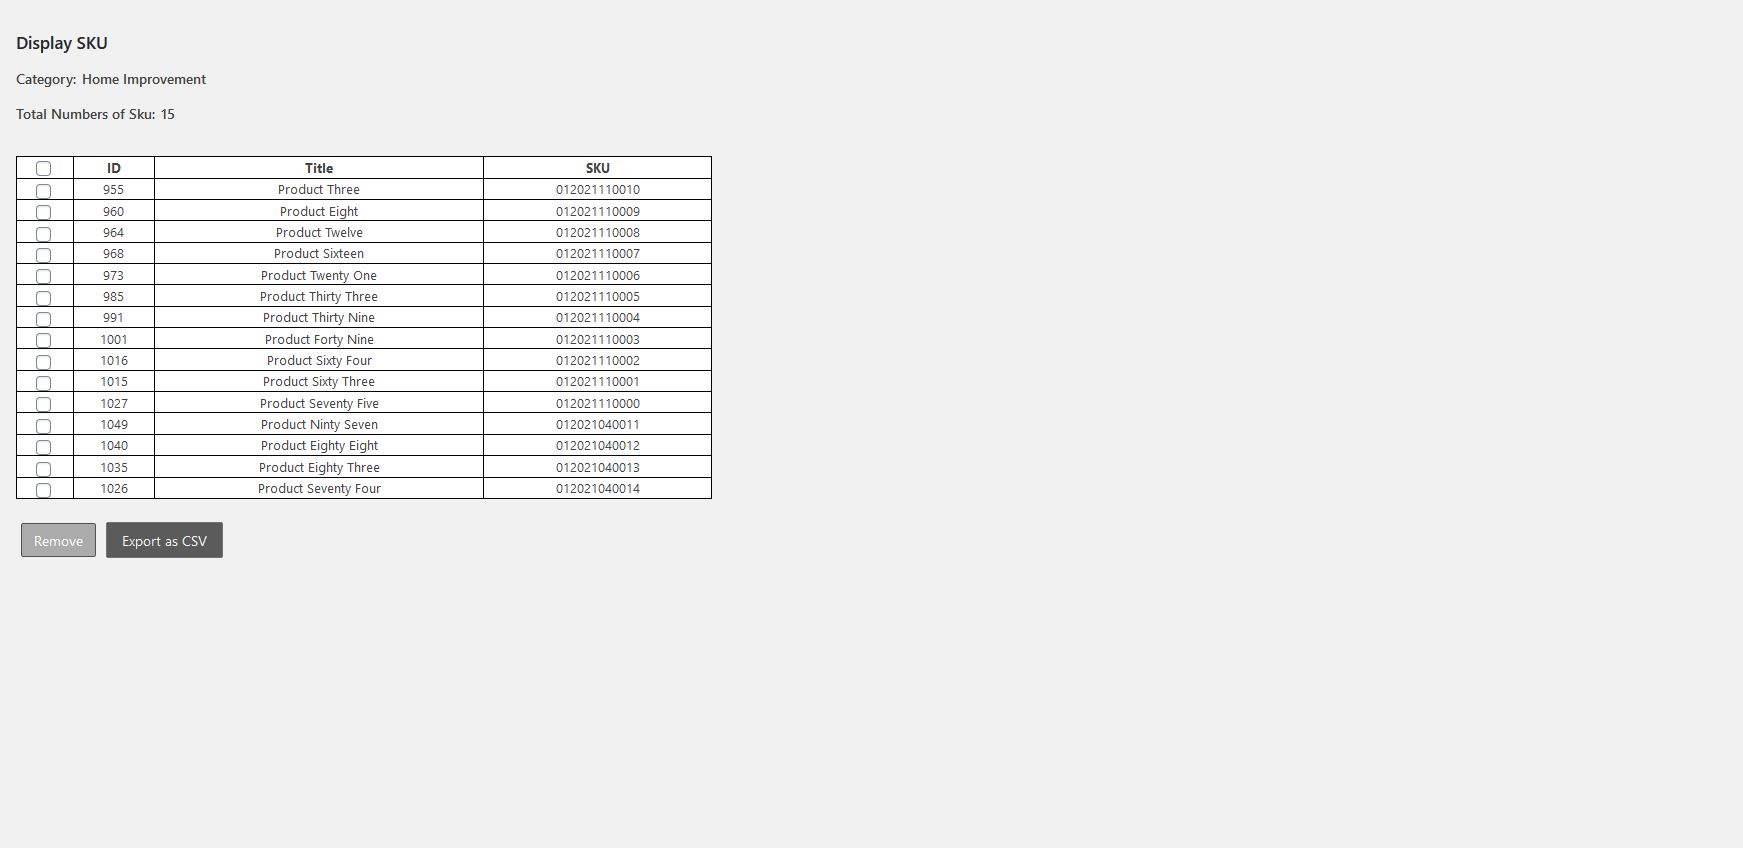 Display SKU
Category: Home Improvement
Total Numbers of Sku: 15
ID Title SKU
955 Product Three 012021110010
960 Product Eight 012021110009
964 Product Twelve 012021110008
968 Product Sixteen 012021110007
973 Product Twenty One 012021110006
985 Product Thirty Three 012021110005
991 Product Thirty Nine 012021110004
1001 Product Forty Nine 012021110003
1016 Product Sixty Four 012021110002
1015 Product Sixty Three 012021110001
1027 Product Seventy Five 012021110000
1049 Product Ninty Seven 012021040011
1040 Product Eighty Eight 012021040012
1035 Product Eighty Three 012021040013
1026 Product Seventy Four 012021040014
Remove Export as CSV